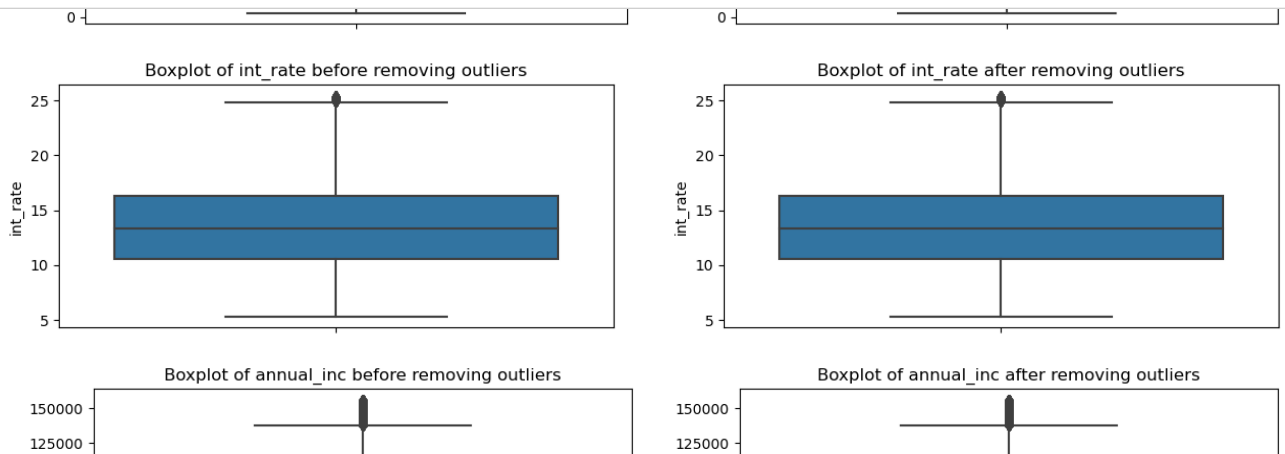 0 0
Boxplot of int_rate before removing outliers Boxplot of int_rate after removing outliers
25 25
20 20
int_rate 15 int_rate 15
10 10
5 5
Boxplot of annual_inc before removing outliers Boxplot of annual_inc after removing outliers
150000 150000
125000 125000